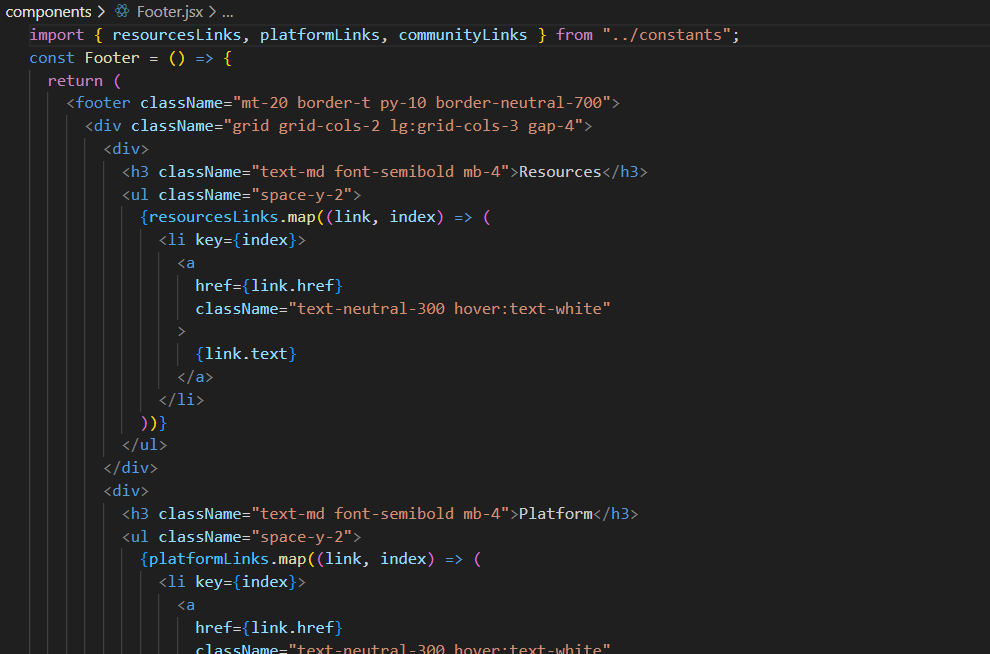 components > Footer.jsx > ...
import { resourcesLinks, platformLinks, communityLinks } from "../constants";
const Footer = () => {
return (
<footer className="mt-20 border-t py-10 border-neutral-700">
<div className="grid grid-cols-2 lg:grid-cols-3 gap-4">
<div>
<h3 className="text-md font-semibold mb-4">Resources</h3>
<ul className="space-y-2">
{resourcesLinks.map((link, index) => (
<li key={index}>
<a
href={link.href}
className="text-neutral-300 hover:text-white"
>
{link.text}
</a>
</li>
))}
</ul>
</div>
<div>
<h3 className="text-md font-semibold mb-4">Platform</h3>
<ul className="space-y-2">
{platformLinks.map((link, index) => (
<li key={index}>
<a
href={link.href}
className="text-neutral-300 hover:text-white"